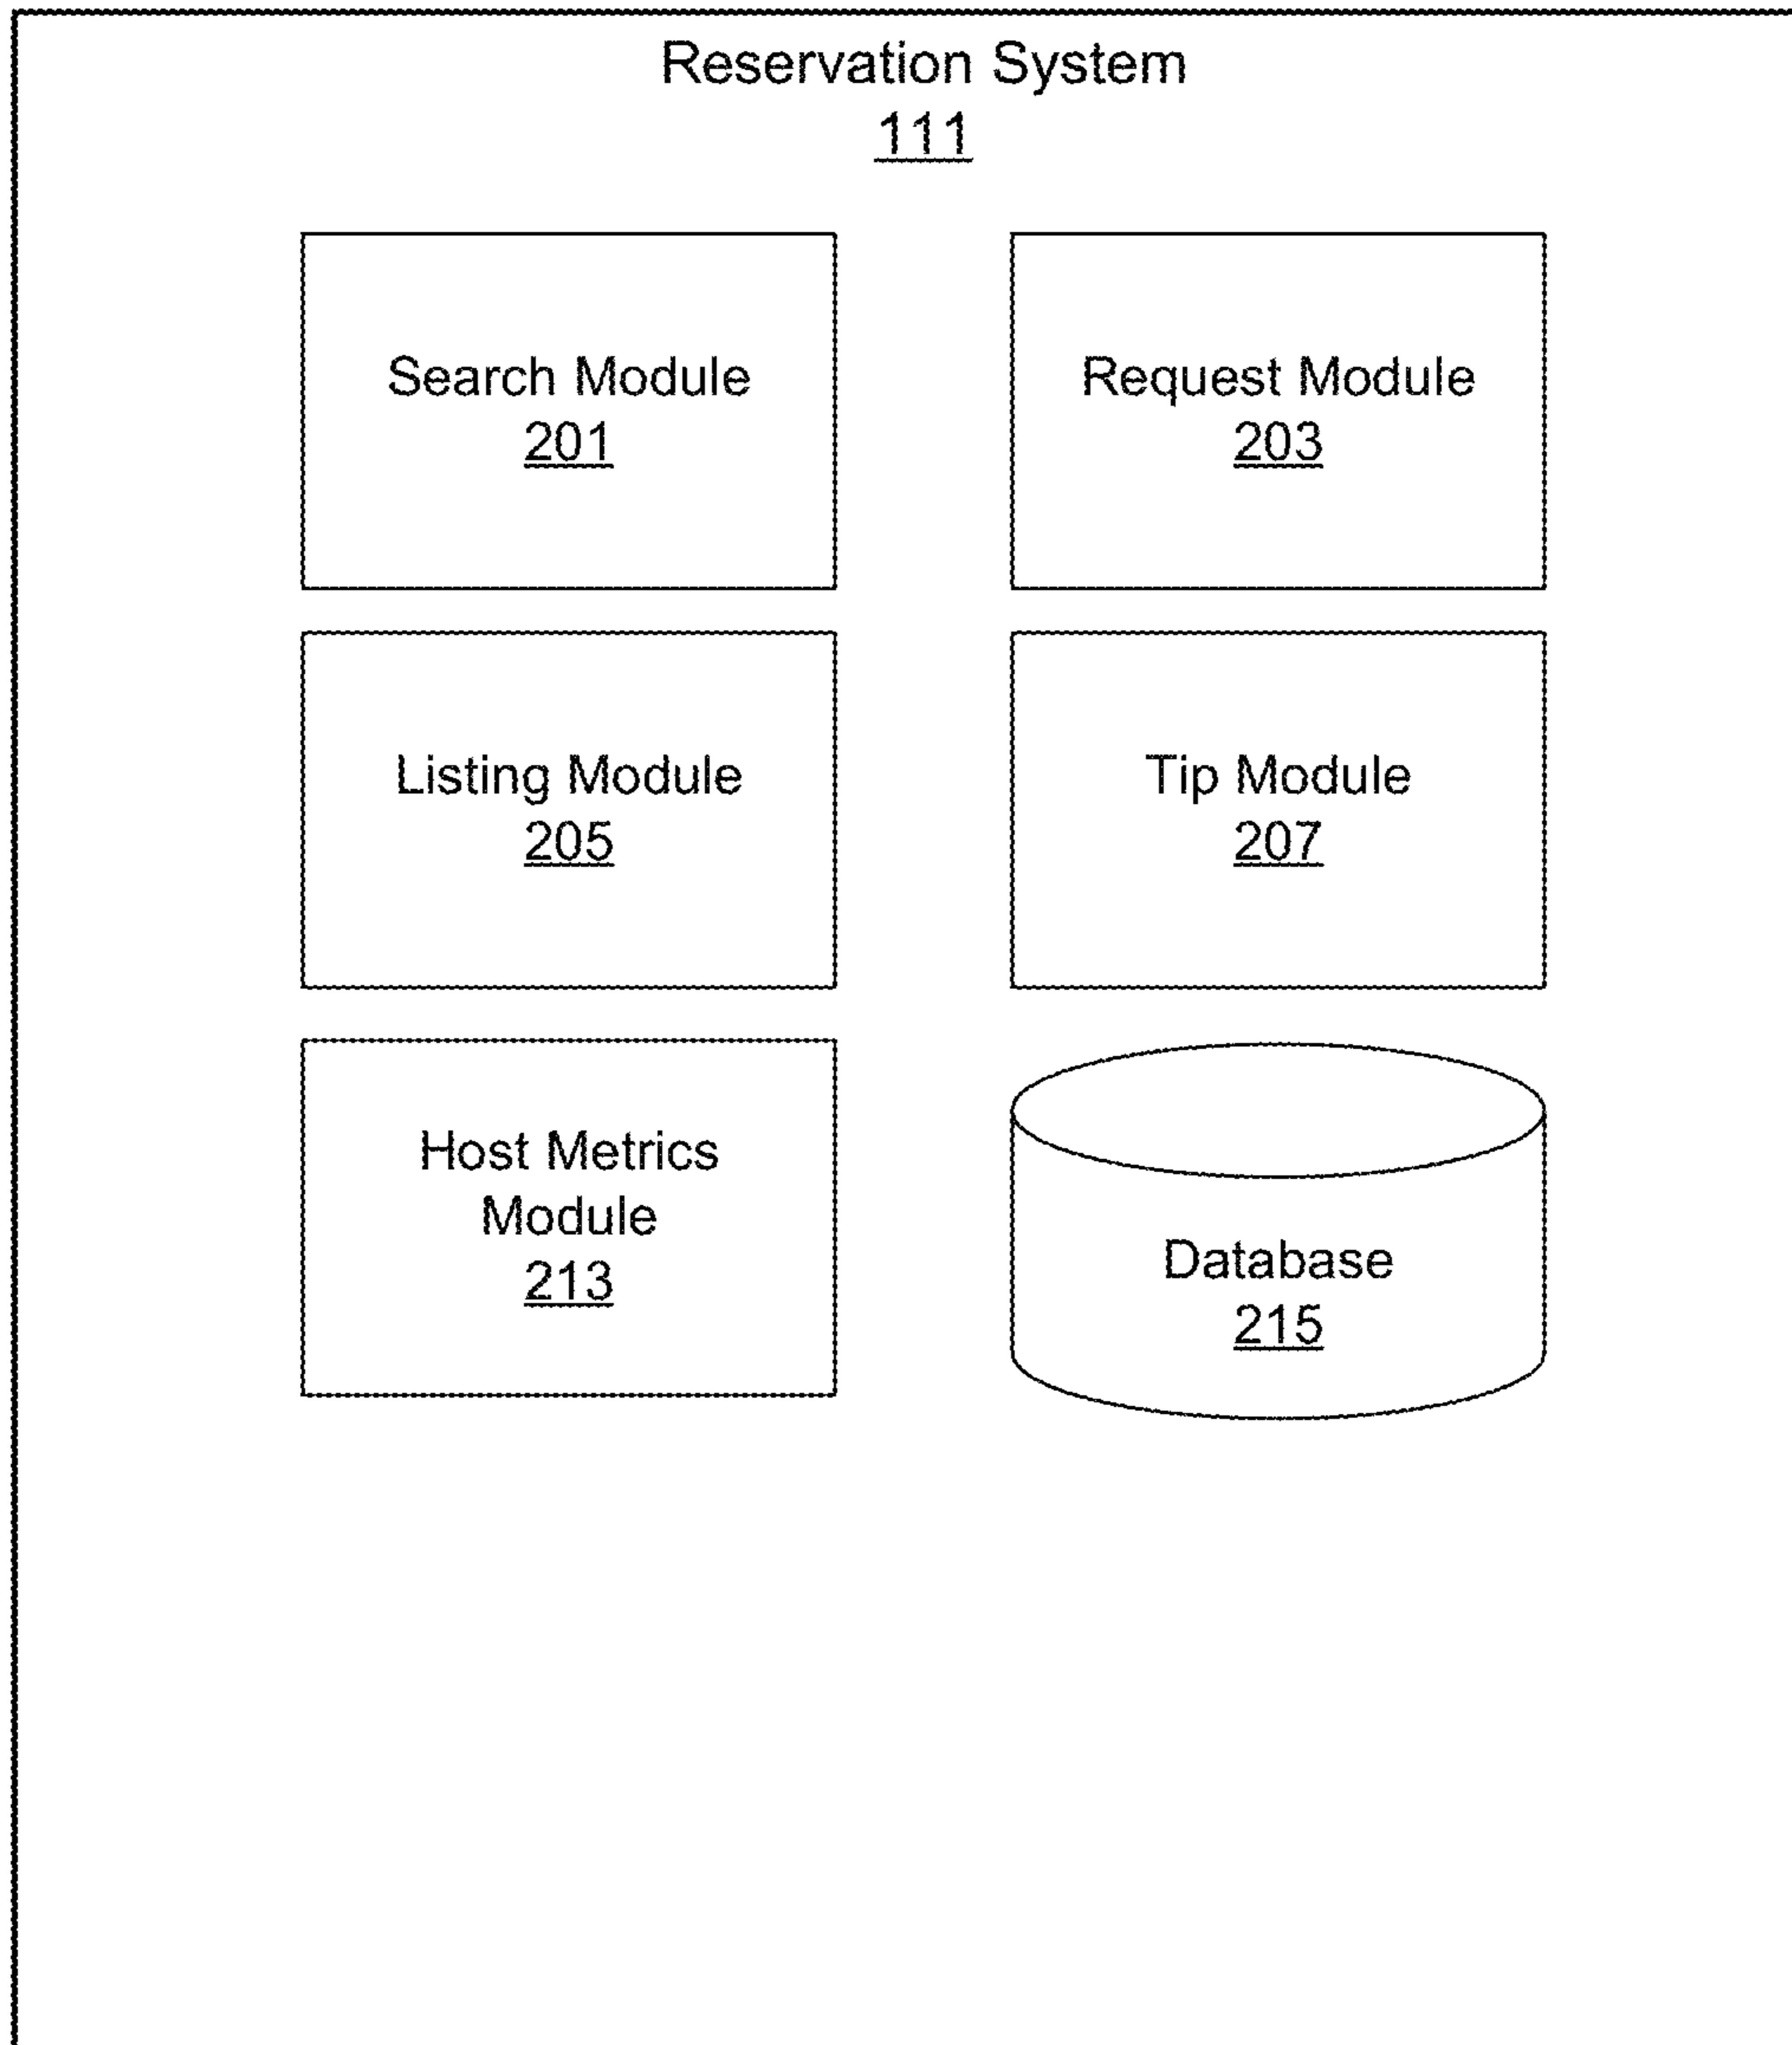 Reservation System
111
Search Module
201
Request Module
203
Listing Module
205
Tip Module
207
Host Metrics
Module
213
Database
215